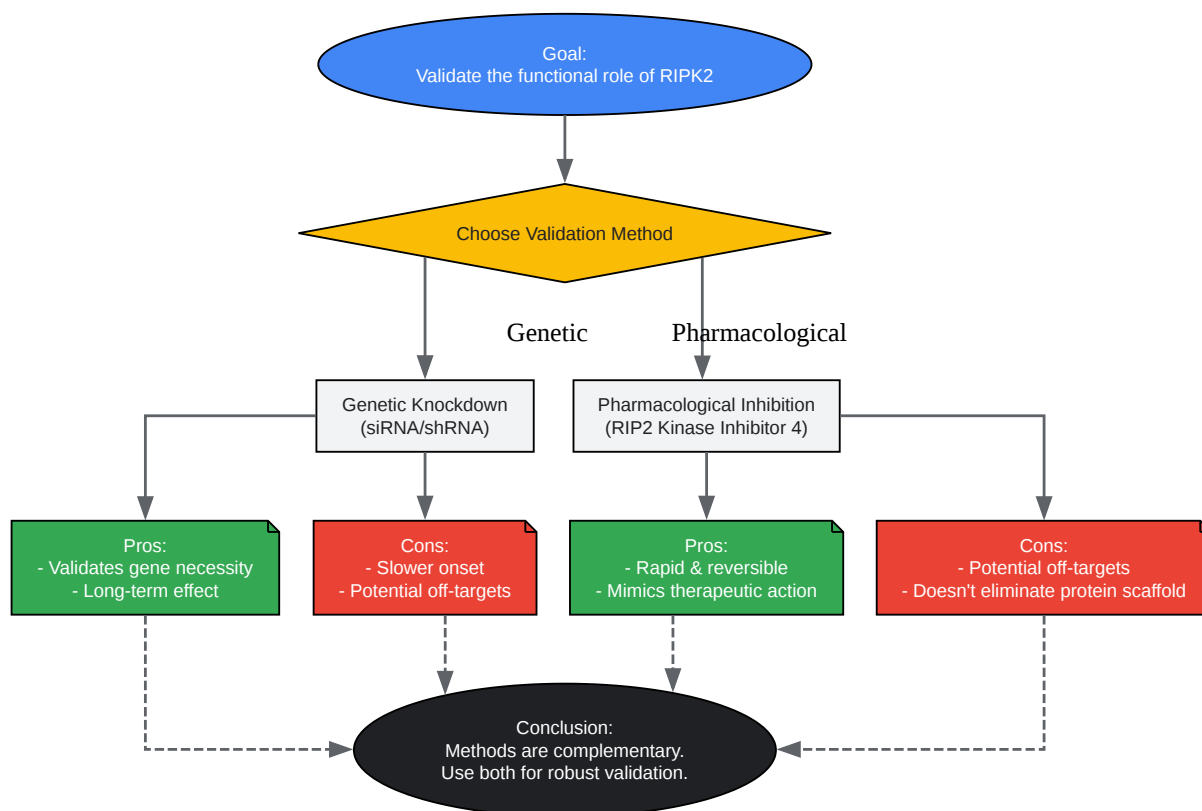 Goal:
Validate the functional role of RIPK2
Choose Validation Method
Genetic
Pharmacological
Genetic Knockdown
(siRNA/shRNA)
Pharmacological Inhibition
(RIP2 Kinase Inhibitor 4)
Pros:
- Validates gene necessity
- Long-term effect
Cons:
- Slower onset
- Potential off-targets
Pros:
- Rapid & reversible
- Mimics therapeutic action
Cons:
- Potential off-targets
- Doesn't eliminate protein scaffold
Conclusion:
Methods are complementary.
Use both for robust validation.